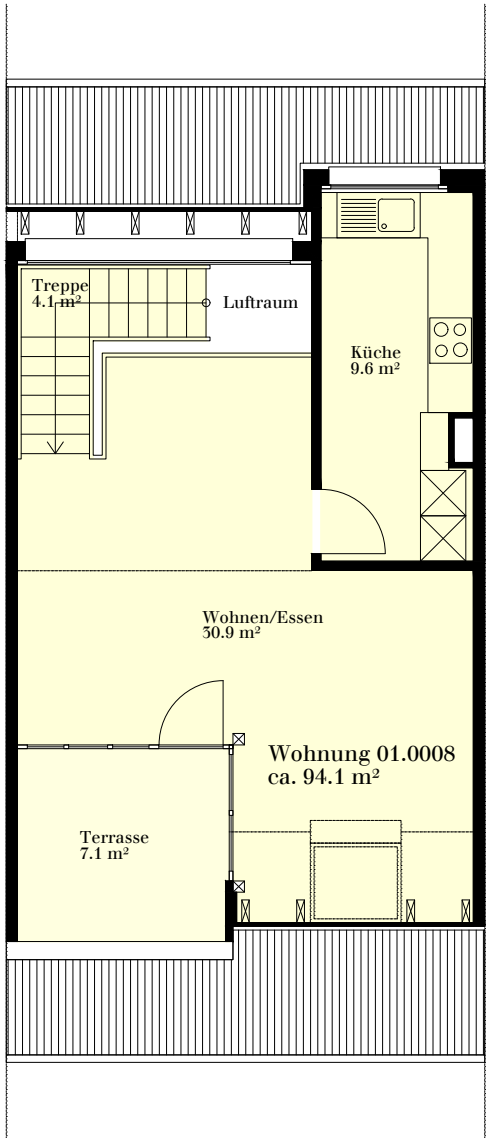 Treppe
4.1 m²
Luftraum
Küche
9.6 m²
Wohnen/Essen
30.9 m²
Wohnung 01.0008
ca. 94.1 m²
Terrasse
7.1 m²